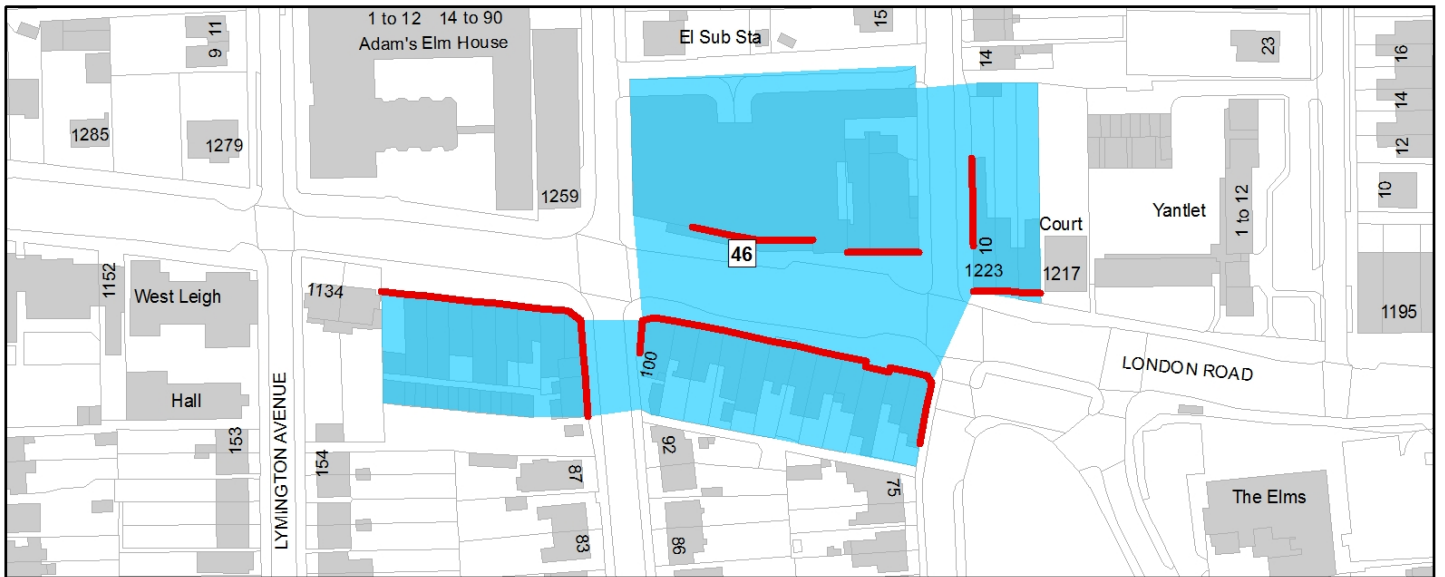 1 to 12 14 to 90
Adam's Elm House
11
9
El Sub Sta
15
14
23
16
14
12
1285
1279
1259
10
1 to 12
Yantlet
Court
10
46
1223
1217
1152
West Leigh
1134
1195
100
LONDON ROAD
LYMINGTON AVENUE
Hall
153
154
92
87
75
83
86
The Elms